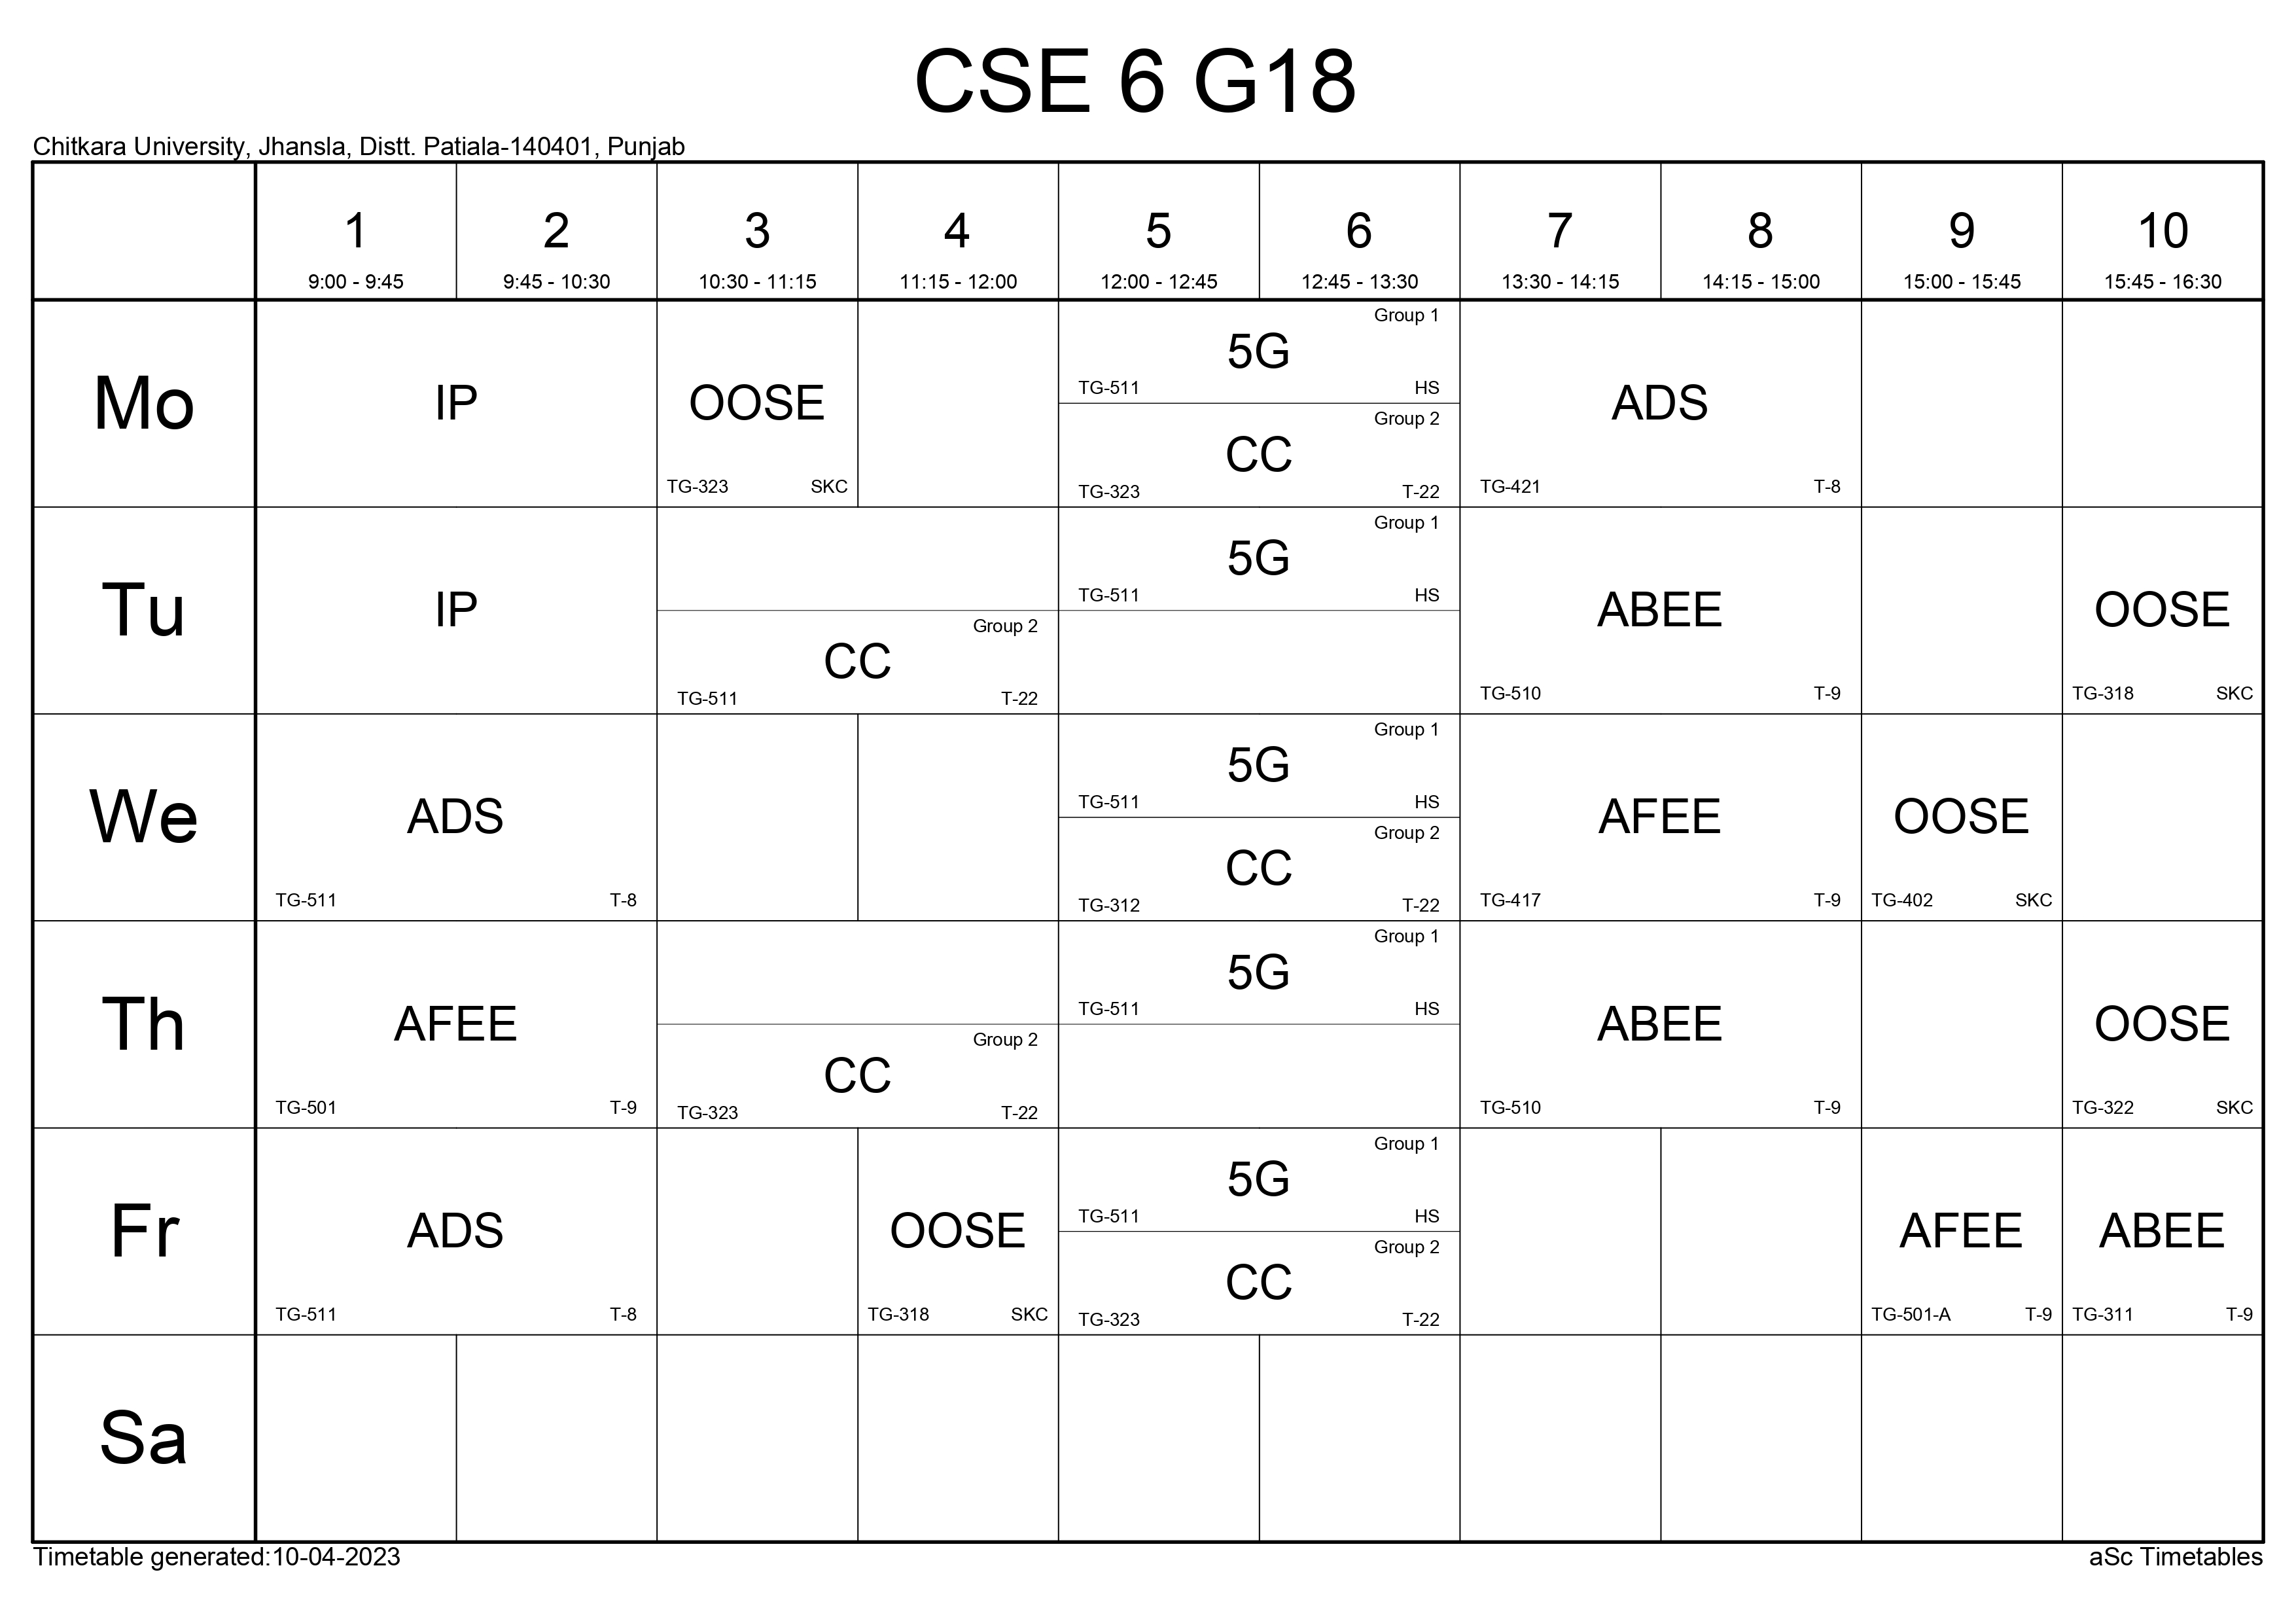 CSE 6 G18
Chitkara University, Jhansla, Distt. Patiala-140401, Punjab
1 2 3 4 5 6 7 8 9 10
9:00 - 9:45 9:45 - 10:30 10:30 - 11:15 11:15 - 12:00 12:00 - 12:45 12:45 - 13:30 13:30 - 14:15 14:15 - 15:00 15:00 - 15:45 15:45 - 16:30
Mo
IP
OOSE
TG-323 SKC
Group 1
5G
TG-511 HS
Group 2
CC
TG-323 T-22
ADS
TG-421 T-8
Tu
IP
Group 2
CC
TG-511 T-22
Group 1
5G
TG-511 HS
ABEE
TG-510 T-9
OOSE
TG-318 SKC
We
ADS
TG-511 T-8
Group 1
5G
TG-511 HS
Group 2
CC
TG-312 T-22
AFEE
TG-417 T-9
OOSE
TG-402 SKC
Th
AFEE
TG-501 T-9
Group 2
CC
TG-323 T-22
Group 1
5G
TG-511 HS
ABEE
TG-510 T-9
OOSE
TG-322 SKC
Fr
ADS
TG-511 T-8
OOSE
TG-318 SKC
Group 1
5G
TG-511 HS
Group 2
CC
TG-323 T-22
AFEE
TG-501-A T-9
ABEE
TG-311 T-9
Sa
Timetable generated:10-04-2023
aSc Timetables